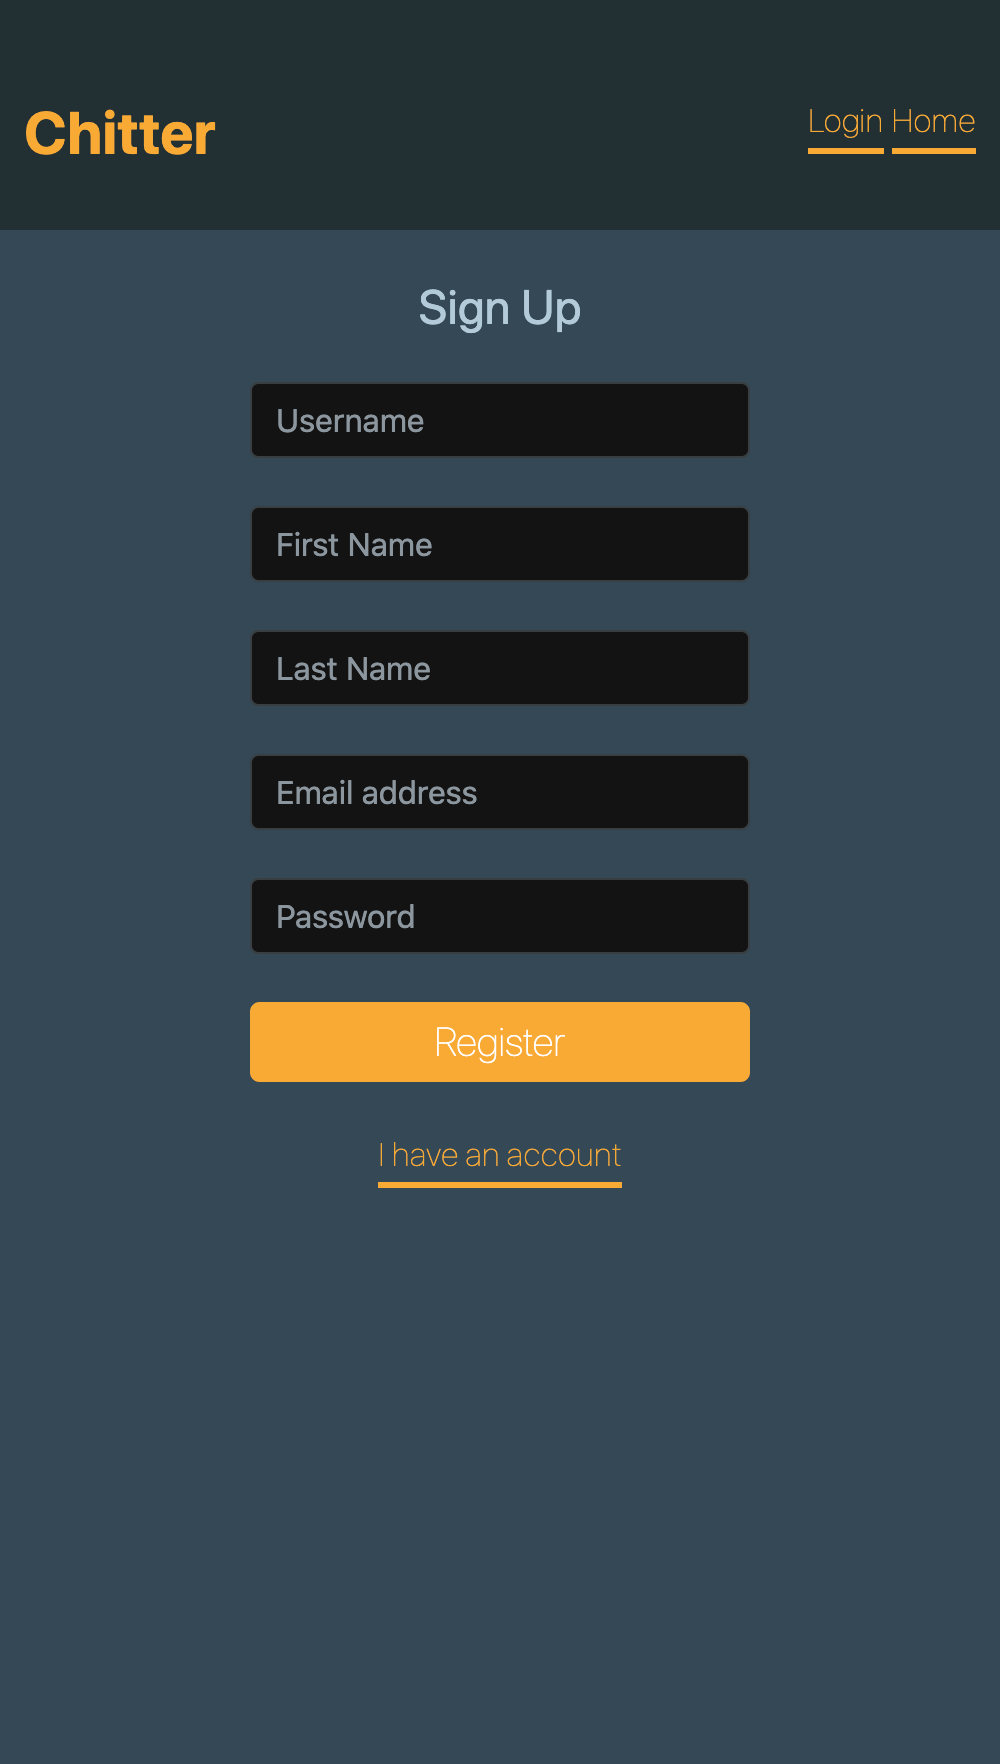 Chitter
Login Home
Sign Up
Username
First Name
Last Name
Email address
Password
Register
I have an account